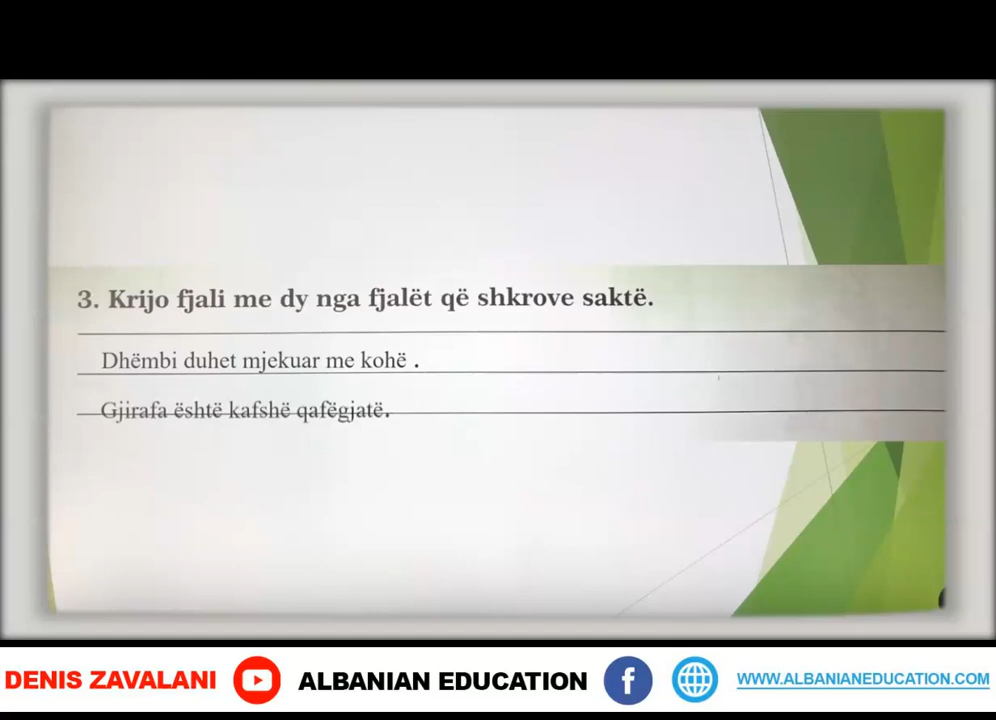 3. Krijo fjali me dy nga fjalët që shkrove saktë.
Dhëmbi duhet mjekuar me kohë .
Gjirafa është kafshë qafëgjatë.
DENIS ZAVALANI ALBANIAN EDUCATION f WWW.ALBANIANEDUCATION.COM